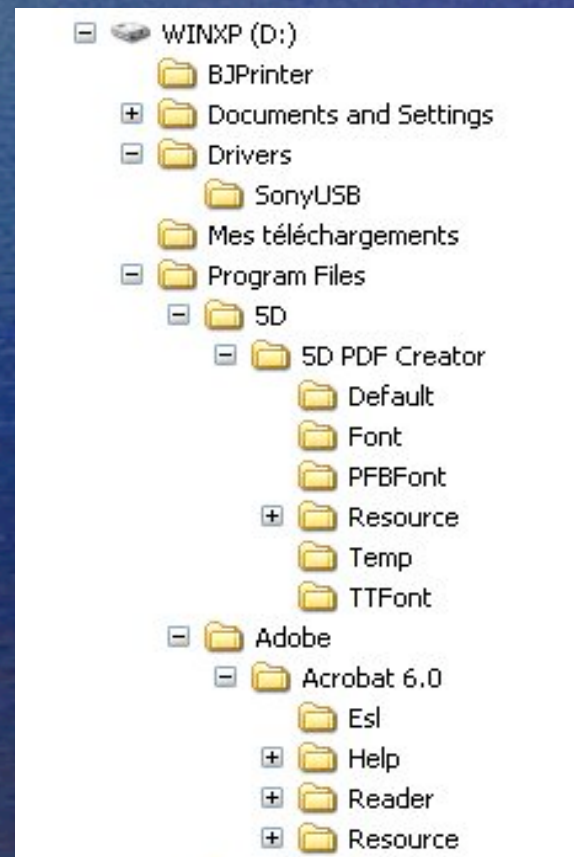 WINXP (D:)
BJPrinter
Documents and Settings
Drivers
SonyUSB
Mes téléchargements
Program Files
5D
5D PDF Creator
Default
Font
PFBFont
Resource
Temp
TTFont
Adobe
Acrobat 6.0
Esl
Help
Reader
Resource